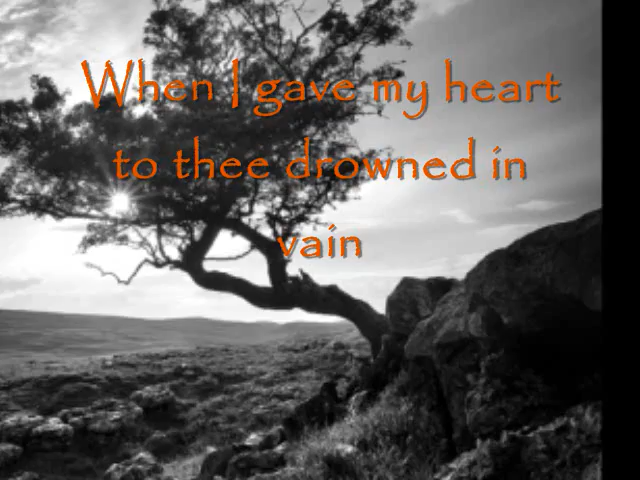 When I gave my heart
to thee drowned in
vain